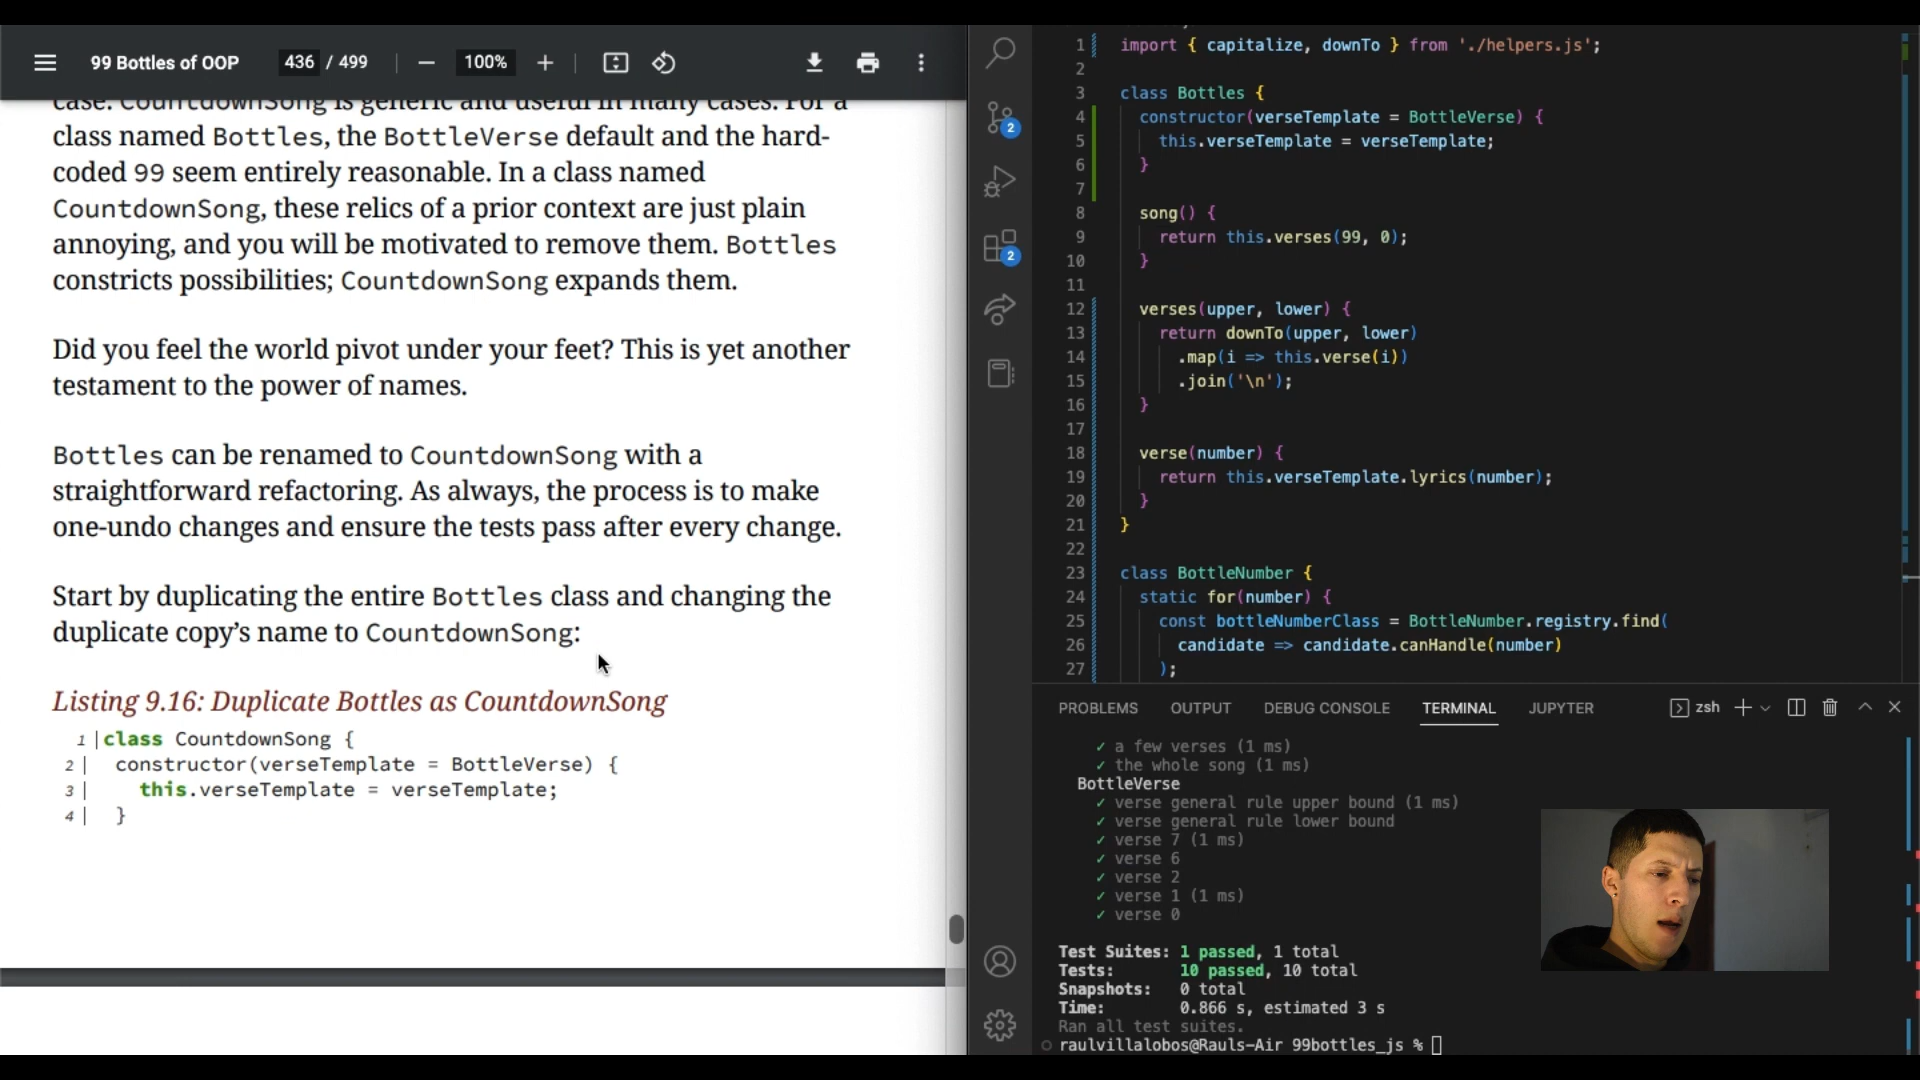 99 Bottles of OOP
436 / 499
100%
case. CountdownSong is generic and useful in many cases. For a
class named Bottles, the BottleVerse default and the hard-
coded 99 seem entirely reasonable. In a class named
CountdownSong, these relics of a prior context are just plain
annoying, and you will be motivated to remove them. Bottles
constricts possibilities; CountdownSong expands them.
Did you feel the world pivot under your feet? This is yet another
testament to the power of names.
Bottles can be renamed to CountdownSong with a
straightforward refactoring. As always, the process is to make
one-undo changes and ensure the tests pass after every change.
Start by duplicating the entire Bottles class and changing the
duplicate copy's name to CountdownSong:
Listing 9.16: Duplicate Bottles as CountdownSong
1 |class CountdownSong {
2 | constructor(verseTemplate = BottleVerse) {
3 | this.verseTemplate = verseTemplate;
4 | }
2
2
1 import { capitalize, downTo } from './helpers.js';
2
3 class Bottles {
4 constructor(verseTemplate = BottleVerse) {
5 this.verseTemplate = verseTemplate;
6 }
7
8 song() {
9 return this.verses(99, 0);
10 }
11
12 verses(upper, lower) {
13 return downTo(upper, lower)
14 .map(i => this.verse(i))
15 .join('\n');
16 }
17
18 verse(number) {
19 return this.verseTemplate.lyrics(number);
20 }
21 }
22
23 class BottleNumber {
24 static for(number) {
25 const bottleNumberClass = BottleNumber.registry.find(
26 candidate => candidate.canHandle(number)
27 );
PROBLEMS OUTPUT DEBUG CONSOLE TERMINAL JUPYTER zsh
✓ a few verses (1 ms)
✓ the whole song (1 ms)
BottleVerse
✓ verse general rule upper bound (1 ms)
✓ verse general rule lower bound
✓ verse 7 (1 ms)
✓ verse 6
✓ verse 2
✓ verse 1 (1 ms)
✓ verse 0
Test Suites: 1 passed, 1 total
Tests: 10 passed, 10 total
Snapshots: 0 total
Time: 0.866 s, estimated 3 s
Ran all test suites.
raulvillalobos@Rauls-Air 99bottles_js %